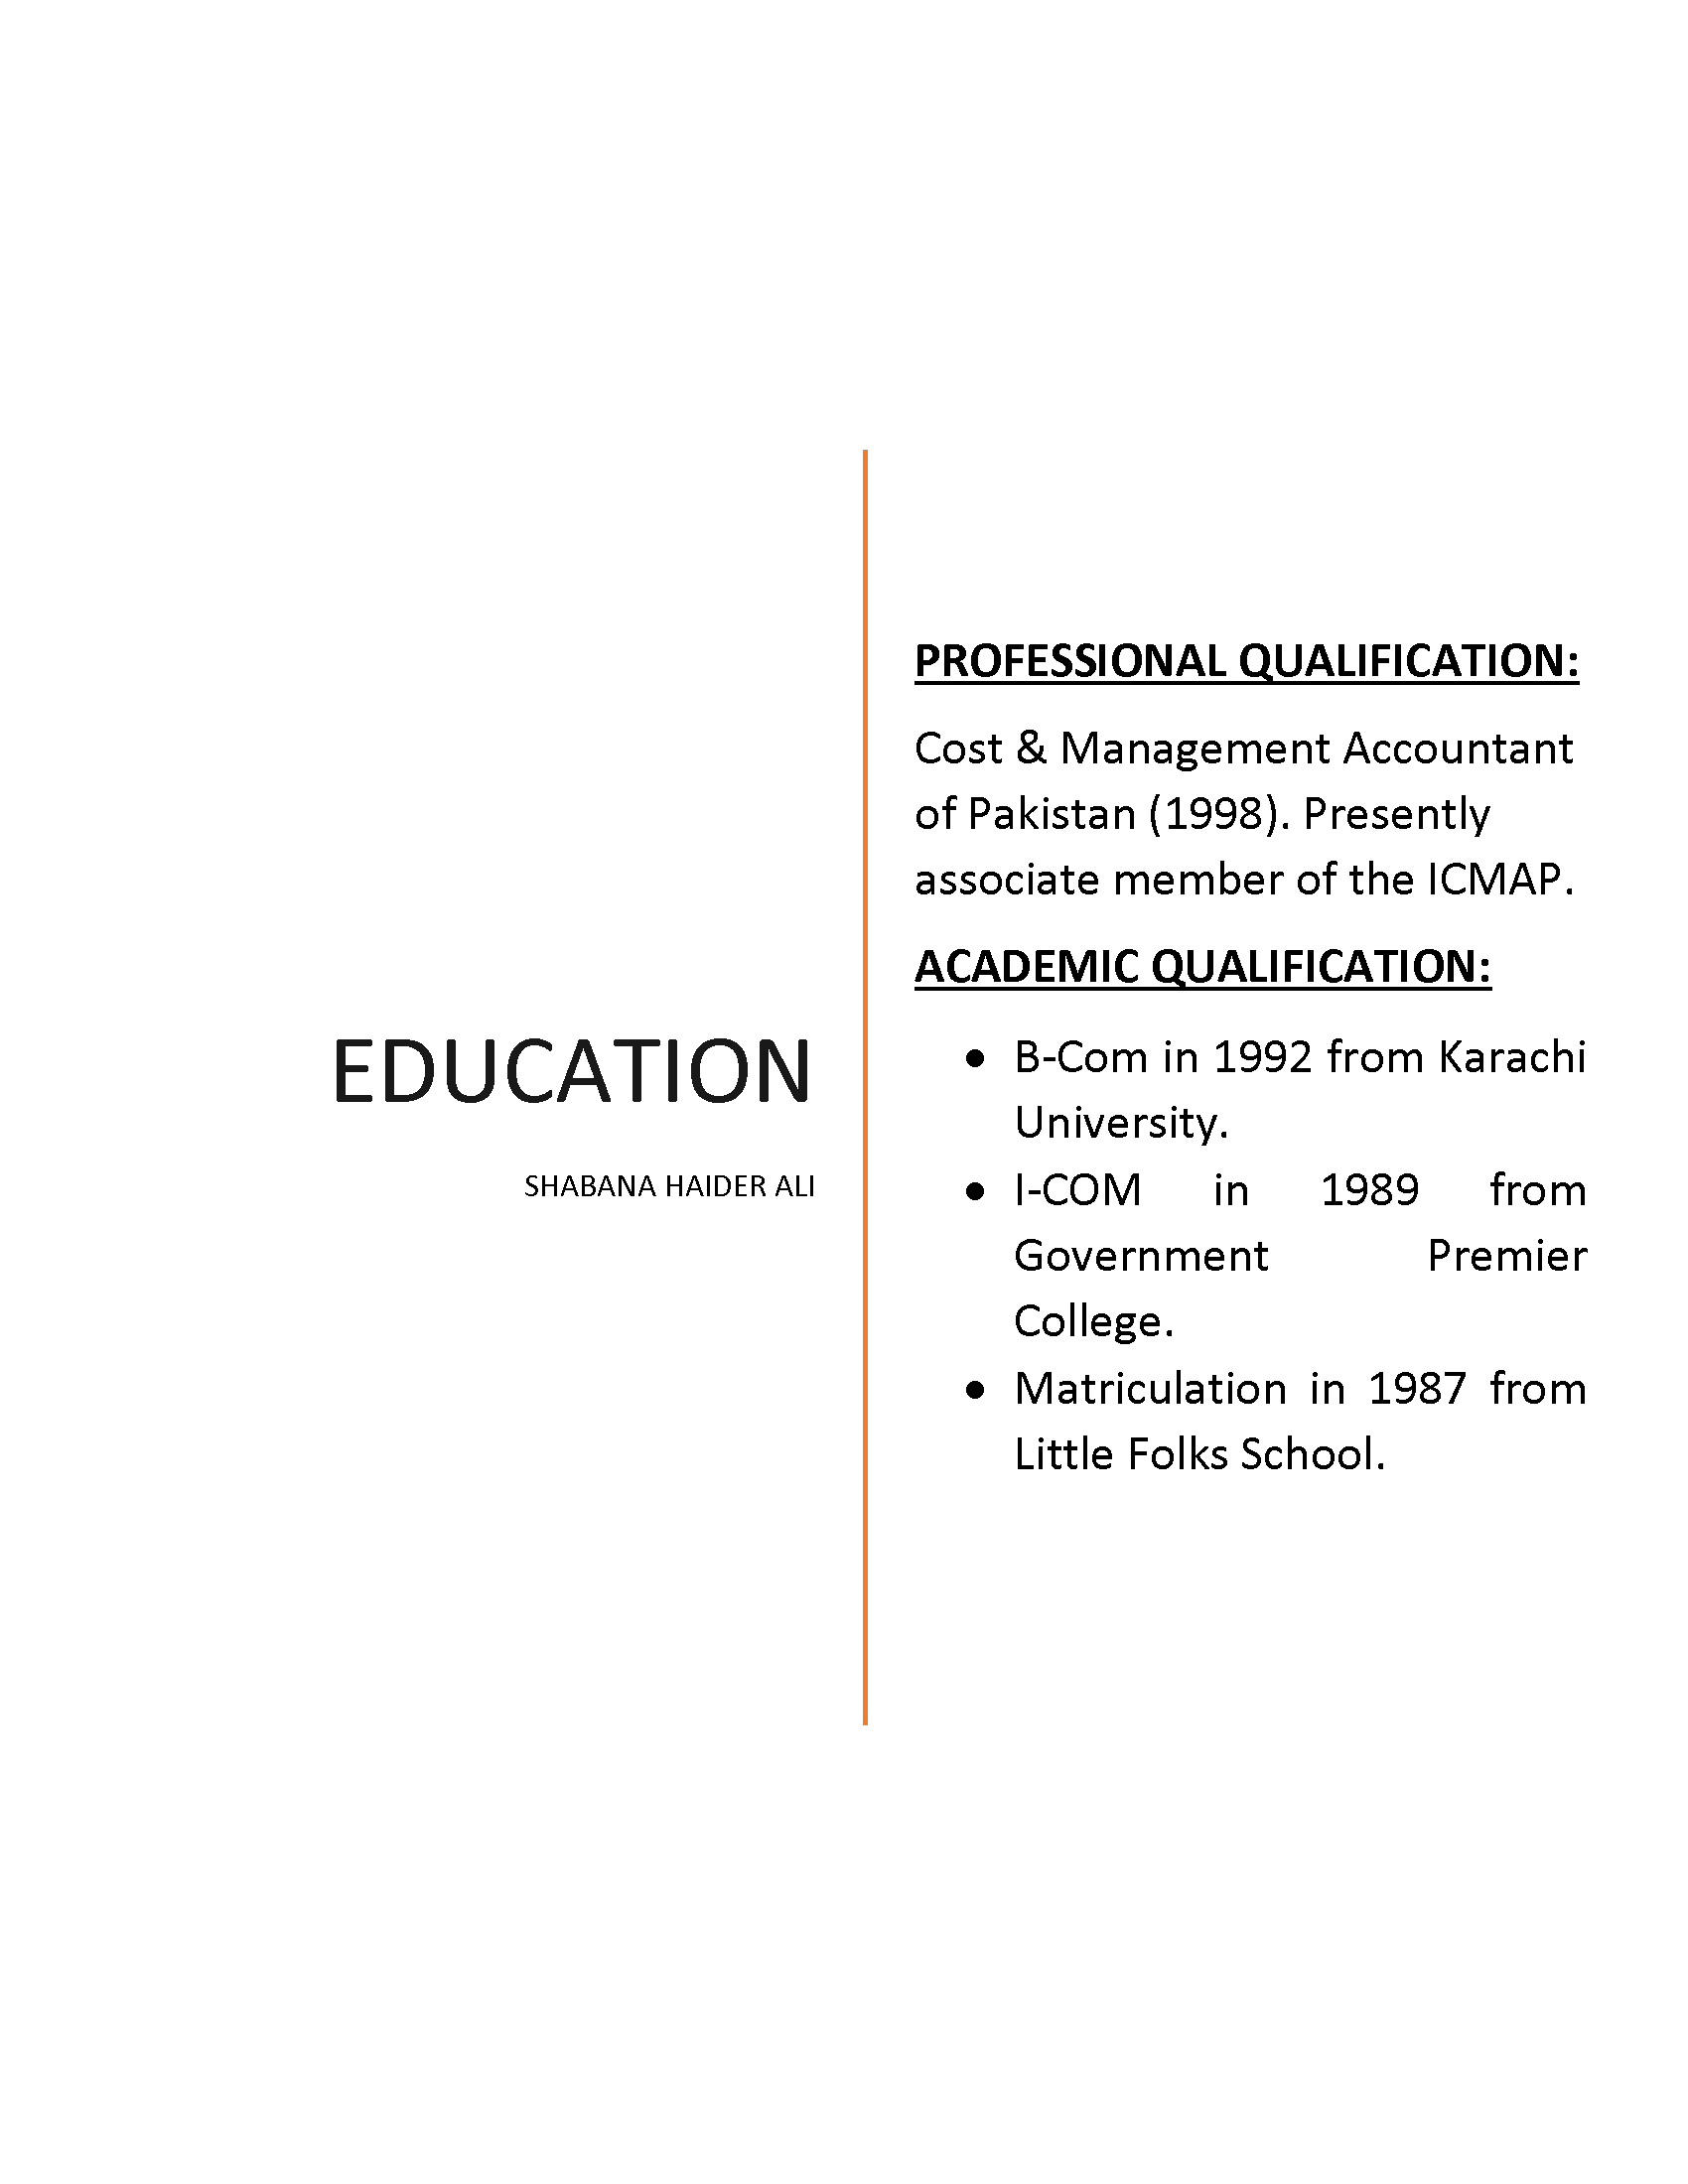 EDUCATION
SHABANA HAIDER ALI
PROFESSIONAL QUALIFICATION:
Cost & Management Accountant
of Pakistan (1998). Presently
associate member of the ICMAP.
ACADEMIC QUALIFICATION:
• B-Com in 1992 from Karachi
University.
• I-COM in 1989 from
Government Premier
College.
• Matriculation in 1987 from
Little Folks School.